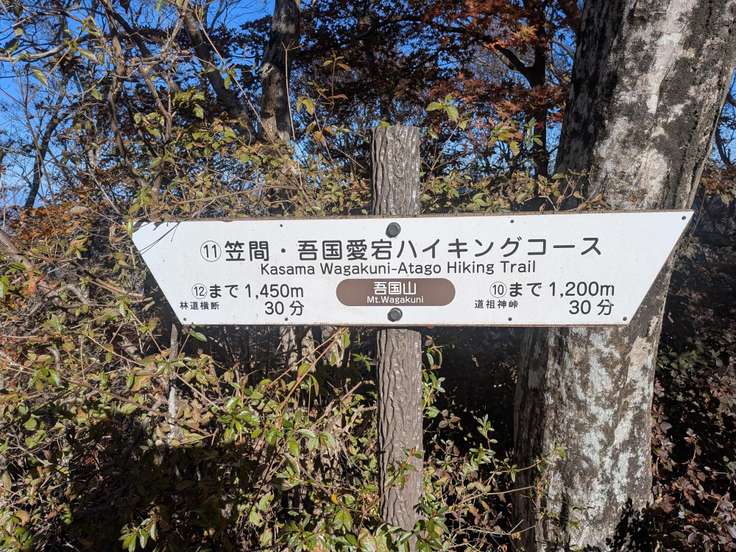 ⑪笠間・吾国愛宕ハイキングコース
Kasama Wagakuni-Atago Hiking Trail
⑫まで 1,450m
林道横断 30分
吾国山
Mt.Wagakuni
⑩まで 1,200m
道祖神峠 30分